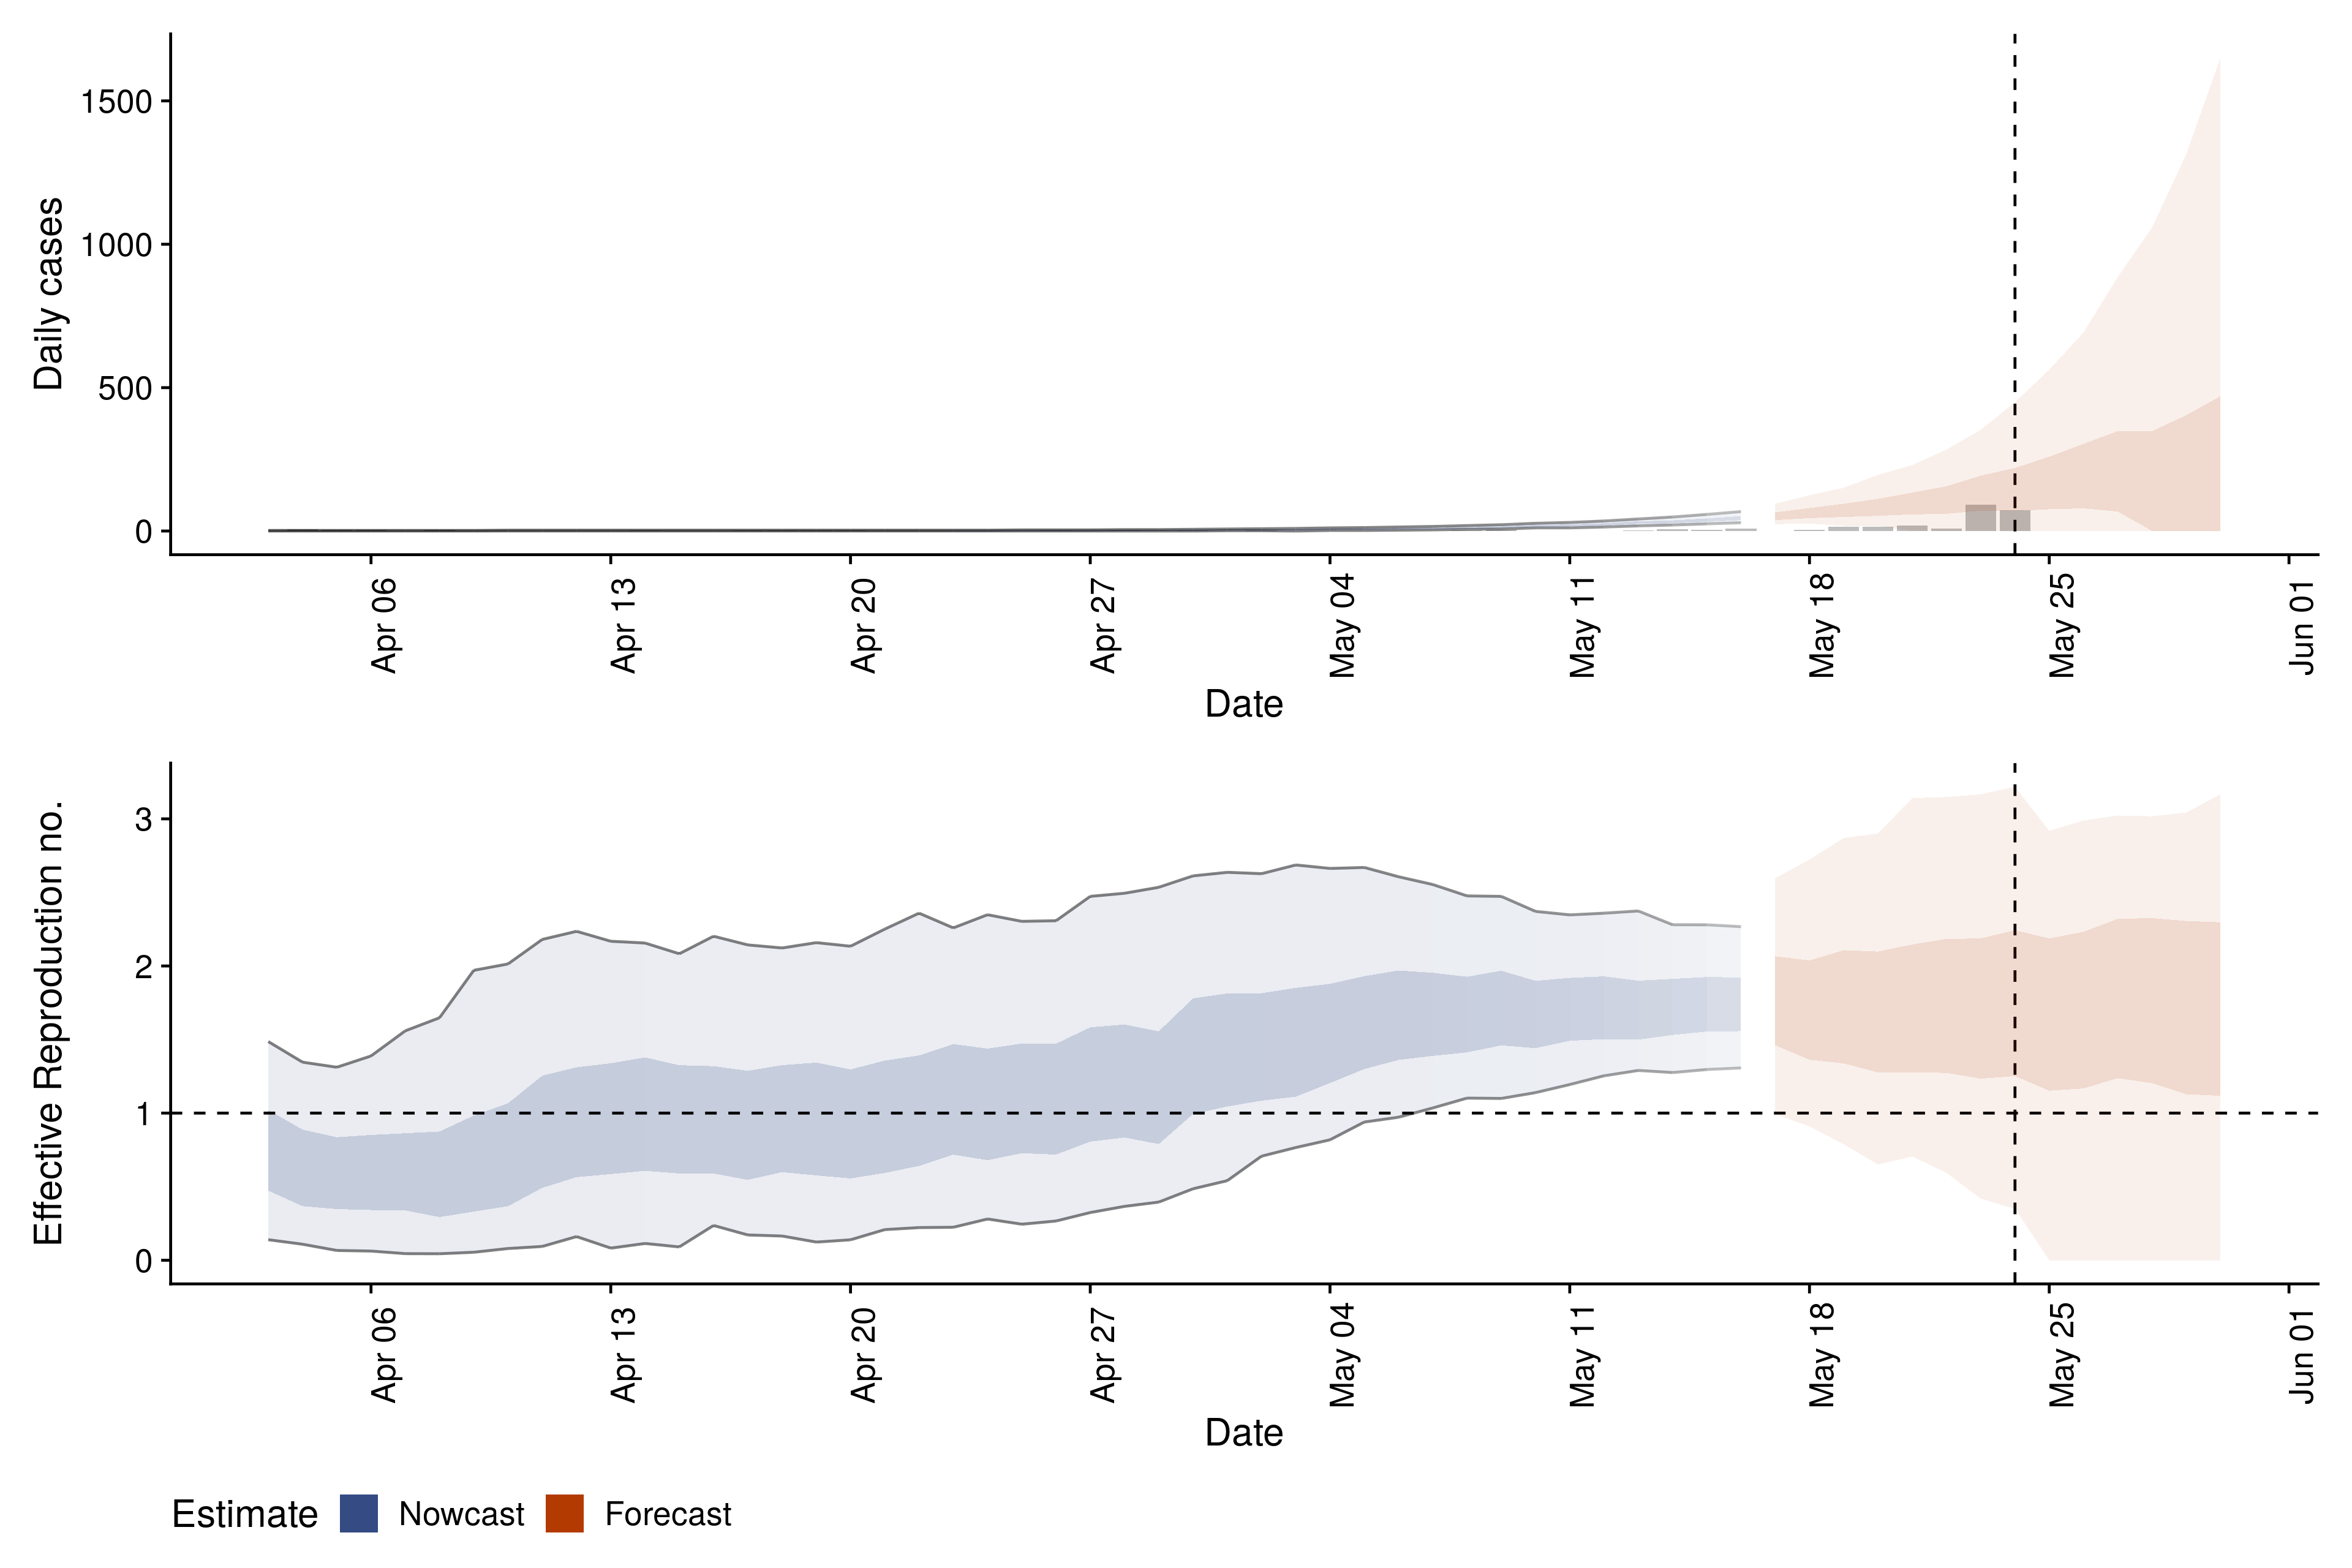 Daily cases
1500
1000
500
0
Apr 06
Apr 13
Apr 20
Apr 27
May 04
May 11
May 18
May 25
Jun 01
Date
Effective Reproduction no.
3
2
1
0
Apr 06
Apr 13
Apr 20
Apr 27
May 04
May 11
May 18
May 25
Jun 01
Date
Estimate Nowcast Forecast